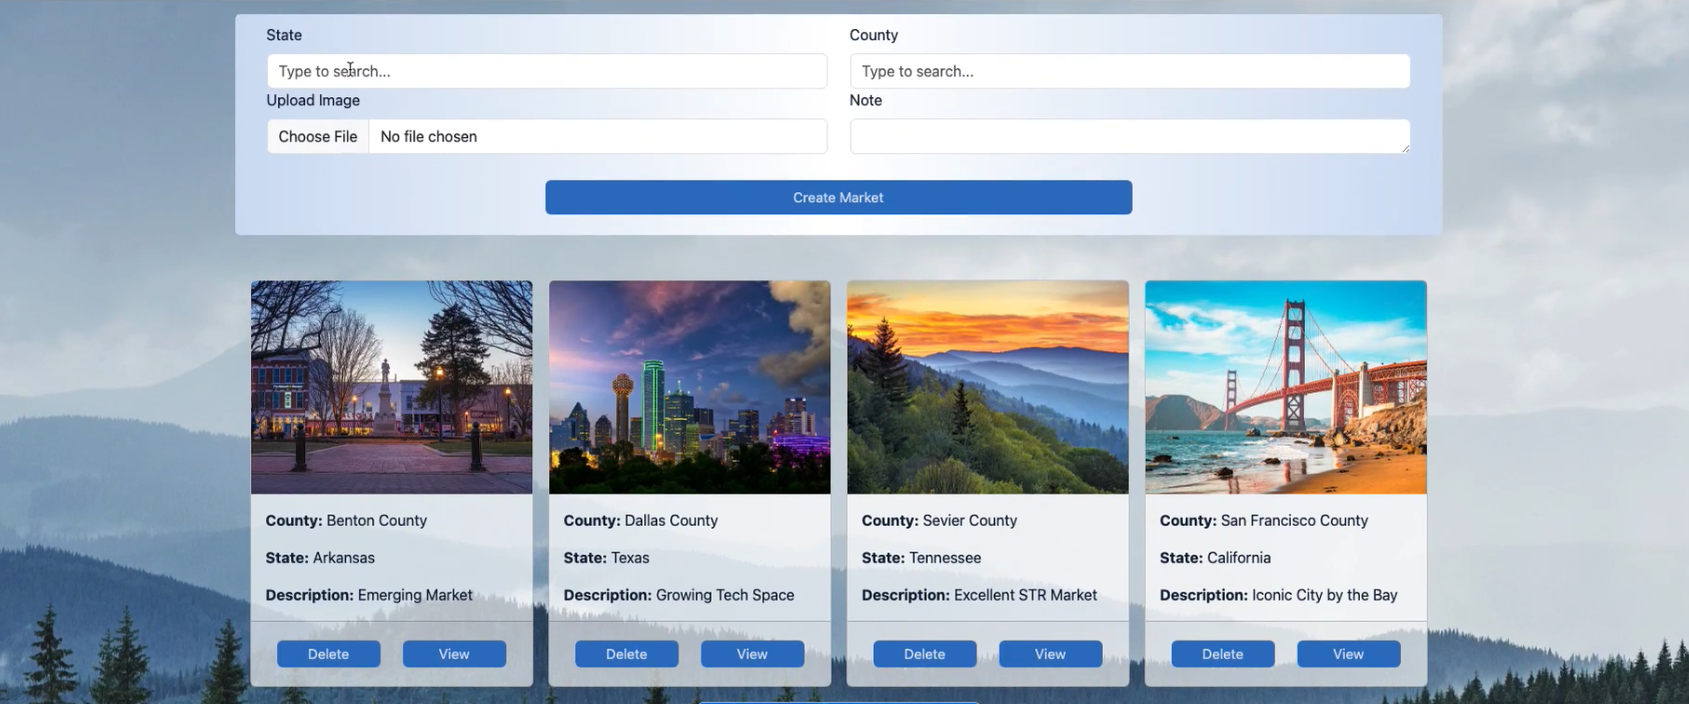 State County
Type to search... Type to search...
Upload Image Note
Choose File No file chosen
Create Market
County: Benton County
State: Arkansas
Description: Emerging Market
Delete View
County: Dallas County
State: Texas
Description: Growing Tech Space
Delete View
County: Sevier County
State: Tennessee
Description: Excellent STR Market
Delete View
County: San Francisco County
State: California
Description: Iconic City by the Bay
Delete View